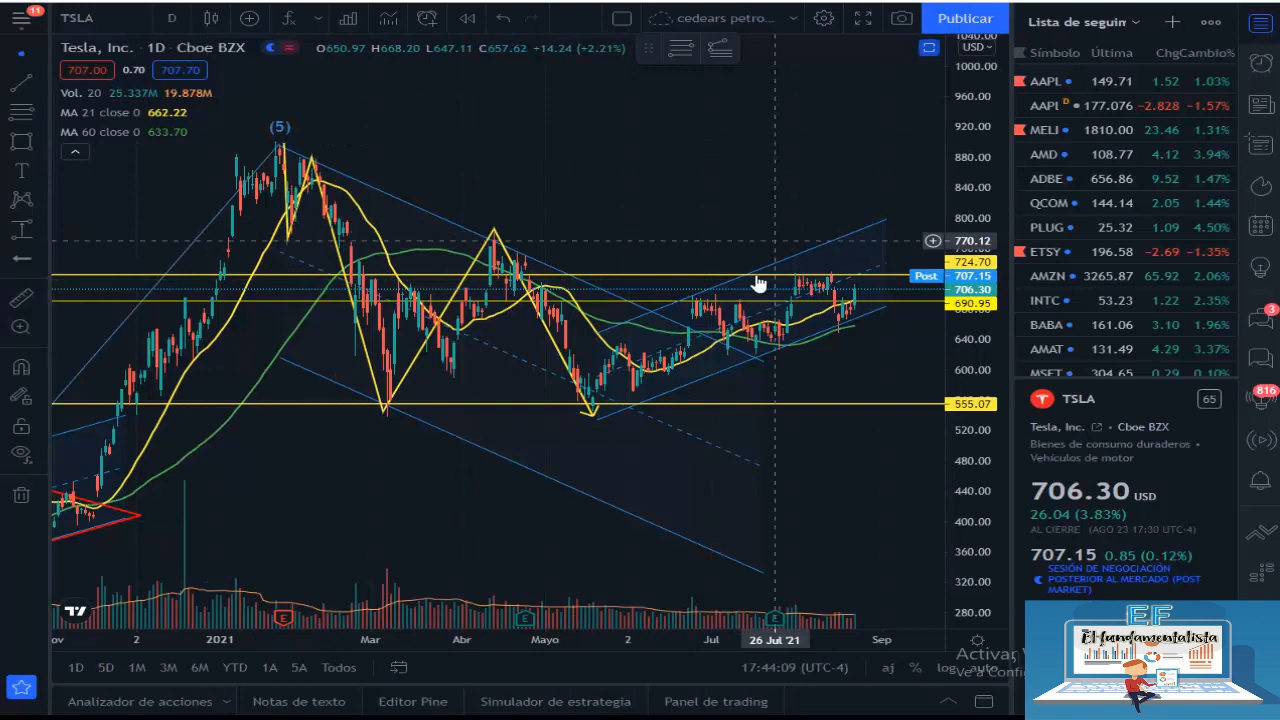 11
TSLA
D
cedears petro...
Publicar
Tesla, Inc. • 1D • Cboe BZX
O650.97 H668.20 L647.11 C657.62 +14.24 (+2.21%)
707.00 0.70 707.70
Vol. 20 25.337M 19.878M
MA 21 close 0 662.22
MA 60 close 0 633.70
(5)
USD
1000.00
960.00
920.00
880.00
840.00
800.00
770.12
724.70
Post 707.15
706.30
690.95
640.00
600.00
555.07
520.00
480.00
440.00
400.00
360.00
320.00
280.00
E E E
ov 2 2021 Mar Abr Mayo 2 Jul 26 Jul '21 Sep
1D 5D 1M 3M 6M YTD 1A 5A Todos
17:44:09 (UTC-4) aj % log
Analizador de acciones Notas de texto Editor Pine Simulador de estrategia Panel de trading
Lista de seguim
Símbolo Última Chg Cambio%
AAPL 149.71 1.52 1.03%
AAPL D 177.076 −2.828 −1.57%
MELI 1810.00 23.46 1.31%
AMD 108.77 4.12 3.94%
ADBE 656.86 9.52 1.47%
QCOM 144.14 2.05 1.44%
PLUG 25.32 1.09 4.50%
ETSY 196.58 −2.69 −1.35%
AMZN 3265.87 65.92 2.06%
INTC 53.23 1.22 2.35%
BABA 161.06 3.10 1.96%
AMAT 131.49 4.29 3.37%
MSFT 304.65 0.29 0.10%
TSLA 65
Tesla, Inc. • Cboe BZX
Bienes de consumo duraderos •
Vehículos de motor
706.30 USD
26.04 (3.83%)
AL CIERRE (AGO 23 17:30 UTC-4)
707.15 0.85 (0.12%)
SESIÓN DE NEGOCIACIÓN
POSTERIOR AL MERCADO (POST
MARKET)
3
816
EF
El fundamentalista